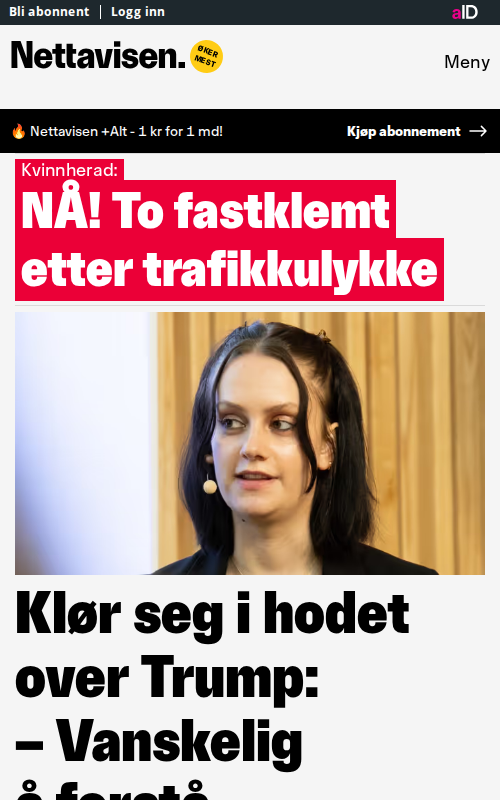 Bli abonnent | Logg inn
aID
Nettavisen.
ØKER
MEST
Meny
🔥 Nettavisen +Alt - 1 kr for 1 md!
Kjøp abonnement →
Kvinnherad:
NÅ! To fastklemt
etter trafikkulykke
Klør seg i hodet
over Trump:
– Vanskelig
å forstå